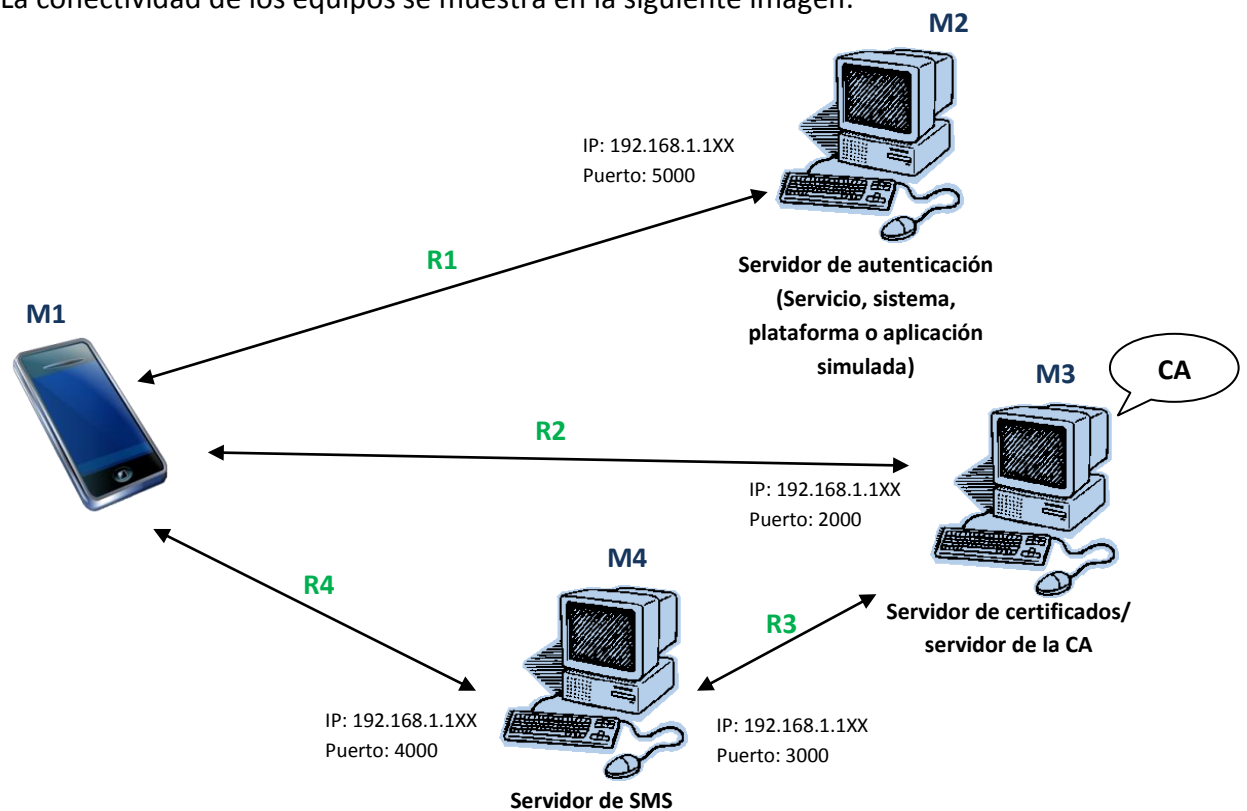 La conectividad de los equipos se muestra en la siguiente imagen:
M2
IP: 192.168.1.1XX
Puerto: 5000
R1
Servidor de autenticación
(Servicio, sistema,
plataforma o aplicación
simulada)
M1
M3
CA
R2
IP: 192.168.1.1XX
Puerto: 2000
M4
R4
R3
Servidor de certificados/
servidor de la CA
IP: 192.168.1.1XX
Puerto: 4000
IP: 192.168.1.1XX
Puerto: 3000
Servidor de SMS